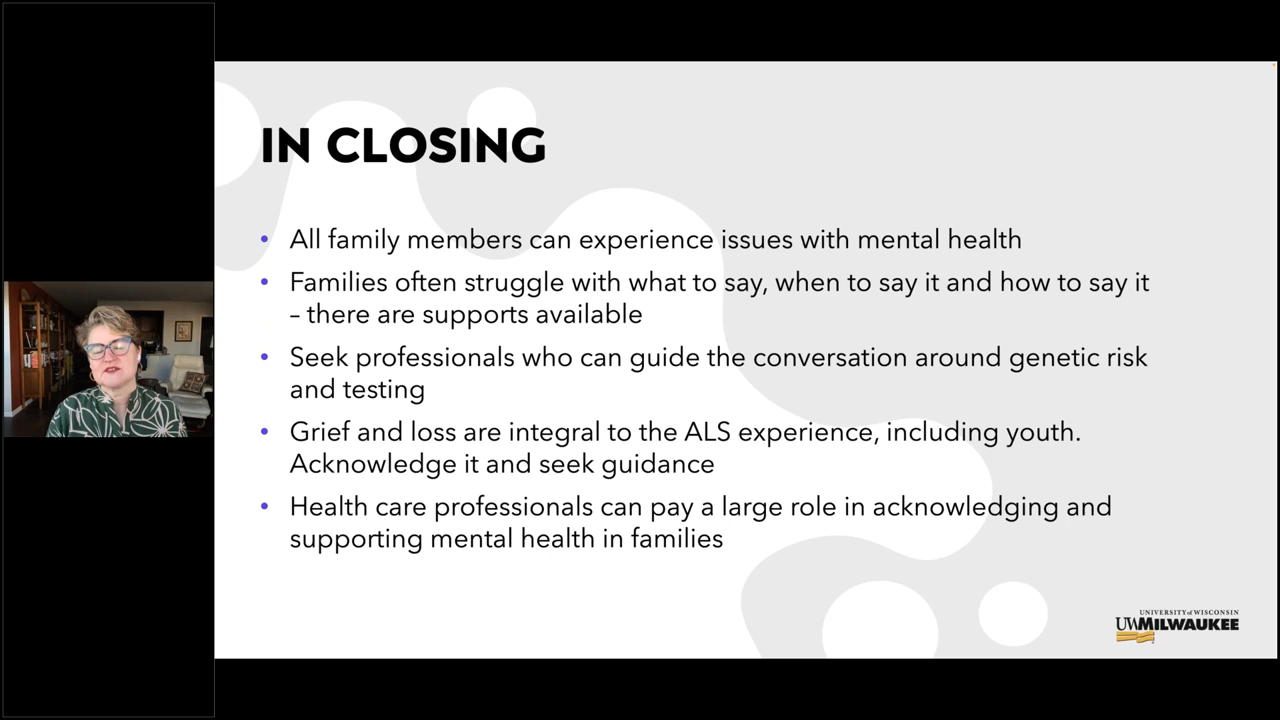 IN CLOSING
• All family members can experience issues with mental health
• Families often struggle with what to say, when to say it and how to say it
– there are supports available
• Seek professionals who can guide the conversation around genetic risk
and testing
• Grief and loss are integral to the ALS experience, including youth.
Acknowledge it and seek guidance
• Health care professionals can pay a large role in acknowledging and
supporting mental health in families
UNIVERSITY of WISCONSIN
UWMILWAUKEE